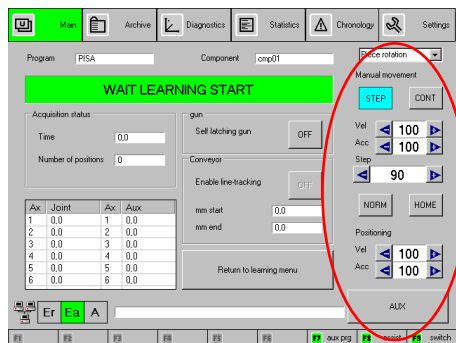 Main Archive Diagnostics Statistics Chronology Settings
Program PISA Component cmp01 Piece rotation
Manual movement
WAIT LEARNING START
STEP CONT
Acquisition status gun
Time 0,0 Self latching gun OFF
Vel 100
Acc 100
Number of positions 0 Conveyor
Step
90
Enable line-tracking OFF
Ax Joint Ax Aux mm start 0,0
NORM HOME
1 0,0 1 0,0
2 0,0 2 0,0 mm end 0,0
3 0,0 3 0,0
Positioning
4 0,0 4 0,0
Vel 100
5 0,0 5 0,0 Return to learning menu
Acc 100
6 0,0 6 0,0
Er Ea A AUX
F1 F2 F3 F4 F5 F6 F7 aux prg F8 assist F9 switch